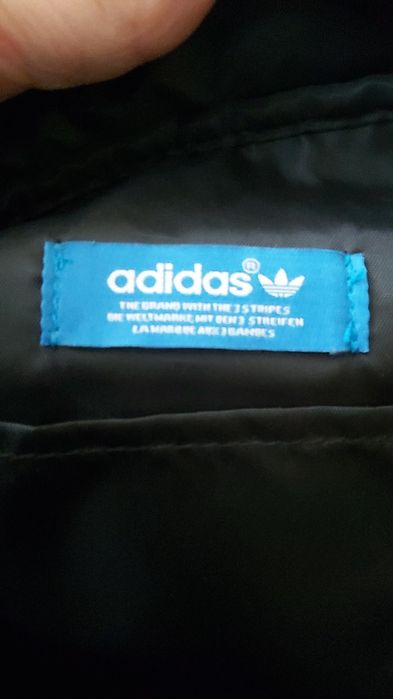 adidas®
THE BRAND WITH THE 3 STRIPES
DIE WELTMARKE MIT DEN 3 STREIFEN
LA MARQUE AUX 3 BANDES